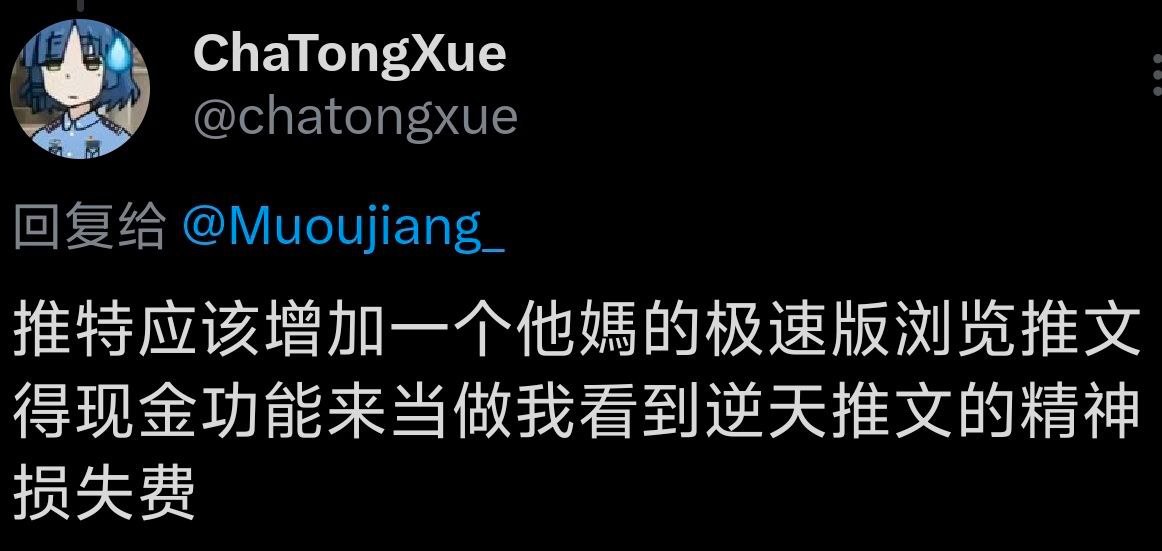 ChaTongXue
@chatongxue
回复给 @Muoujiang_
推特应该增加一个他媽的极速版浏览推文
得现金功能来当做我看到逆天推文的精神
损失费